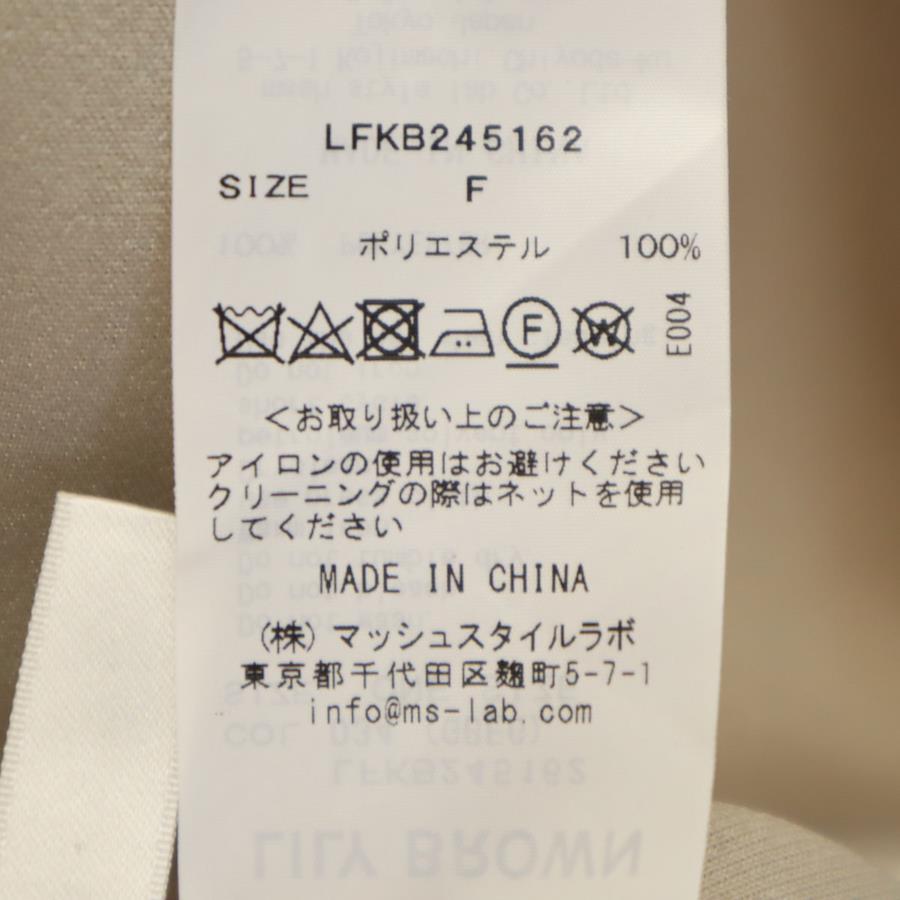 LFKB245162
SIZE F
ポリエステル 100%
F W E004
＜お取り扱い上のご注意＞
アイロンの使用はお避けください
クリーニングの際はネットを使用
してください
MADE IN CHINA
（株）マッシュスタイルラボ
東京都千代田区麹町5-7-1
info@ms-lab.com
LILY BROWN